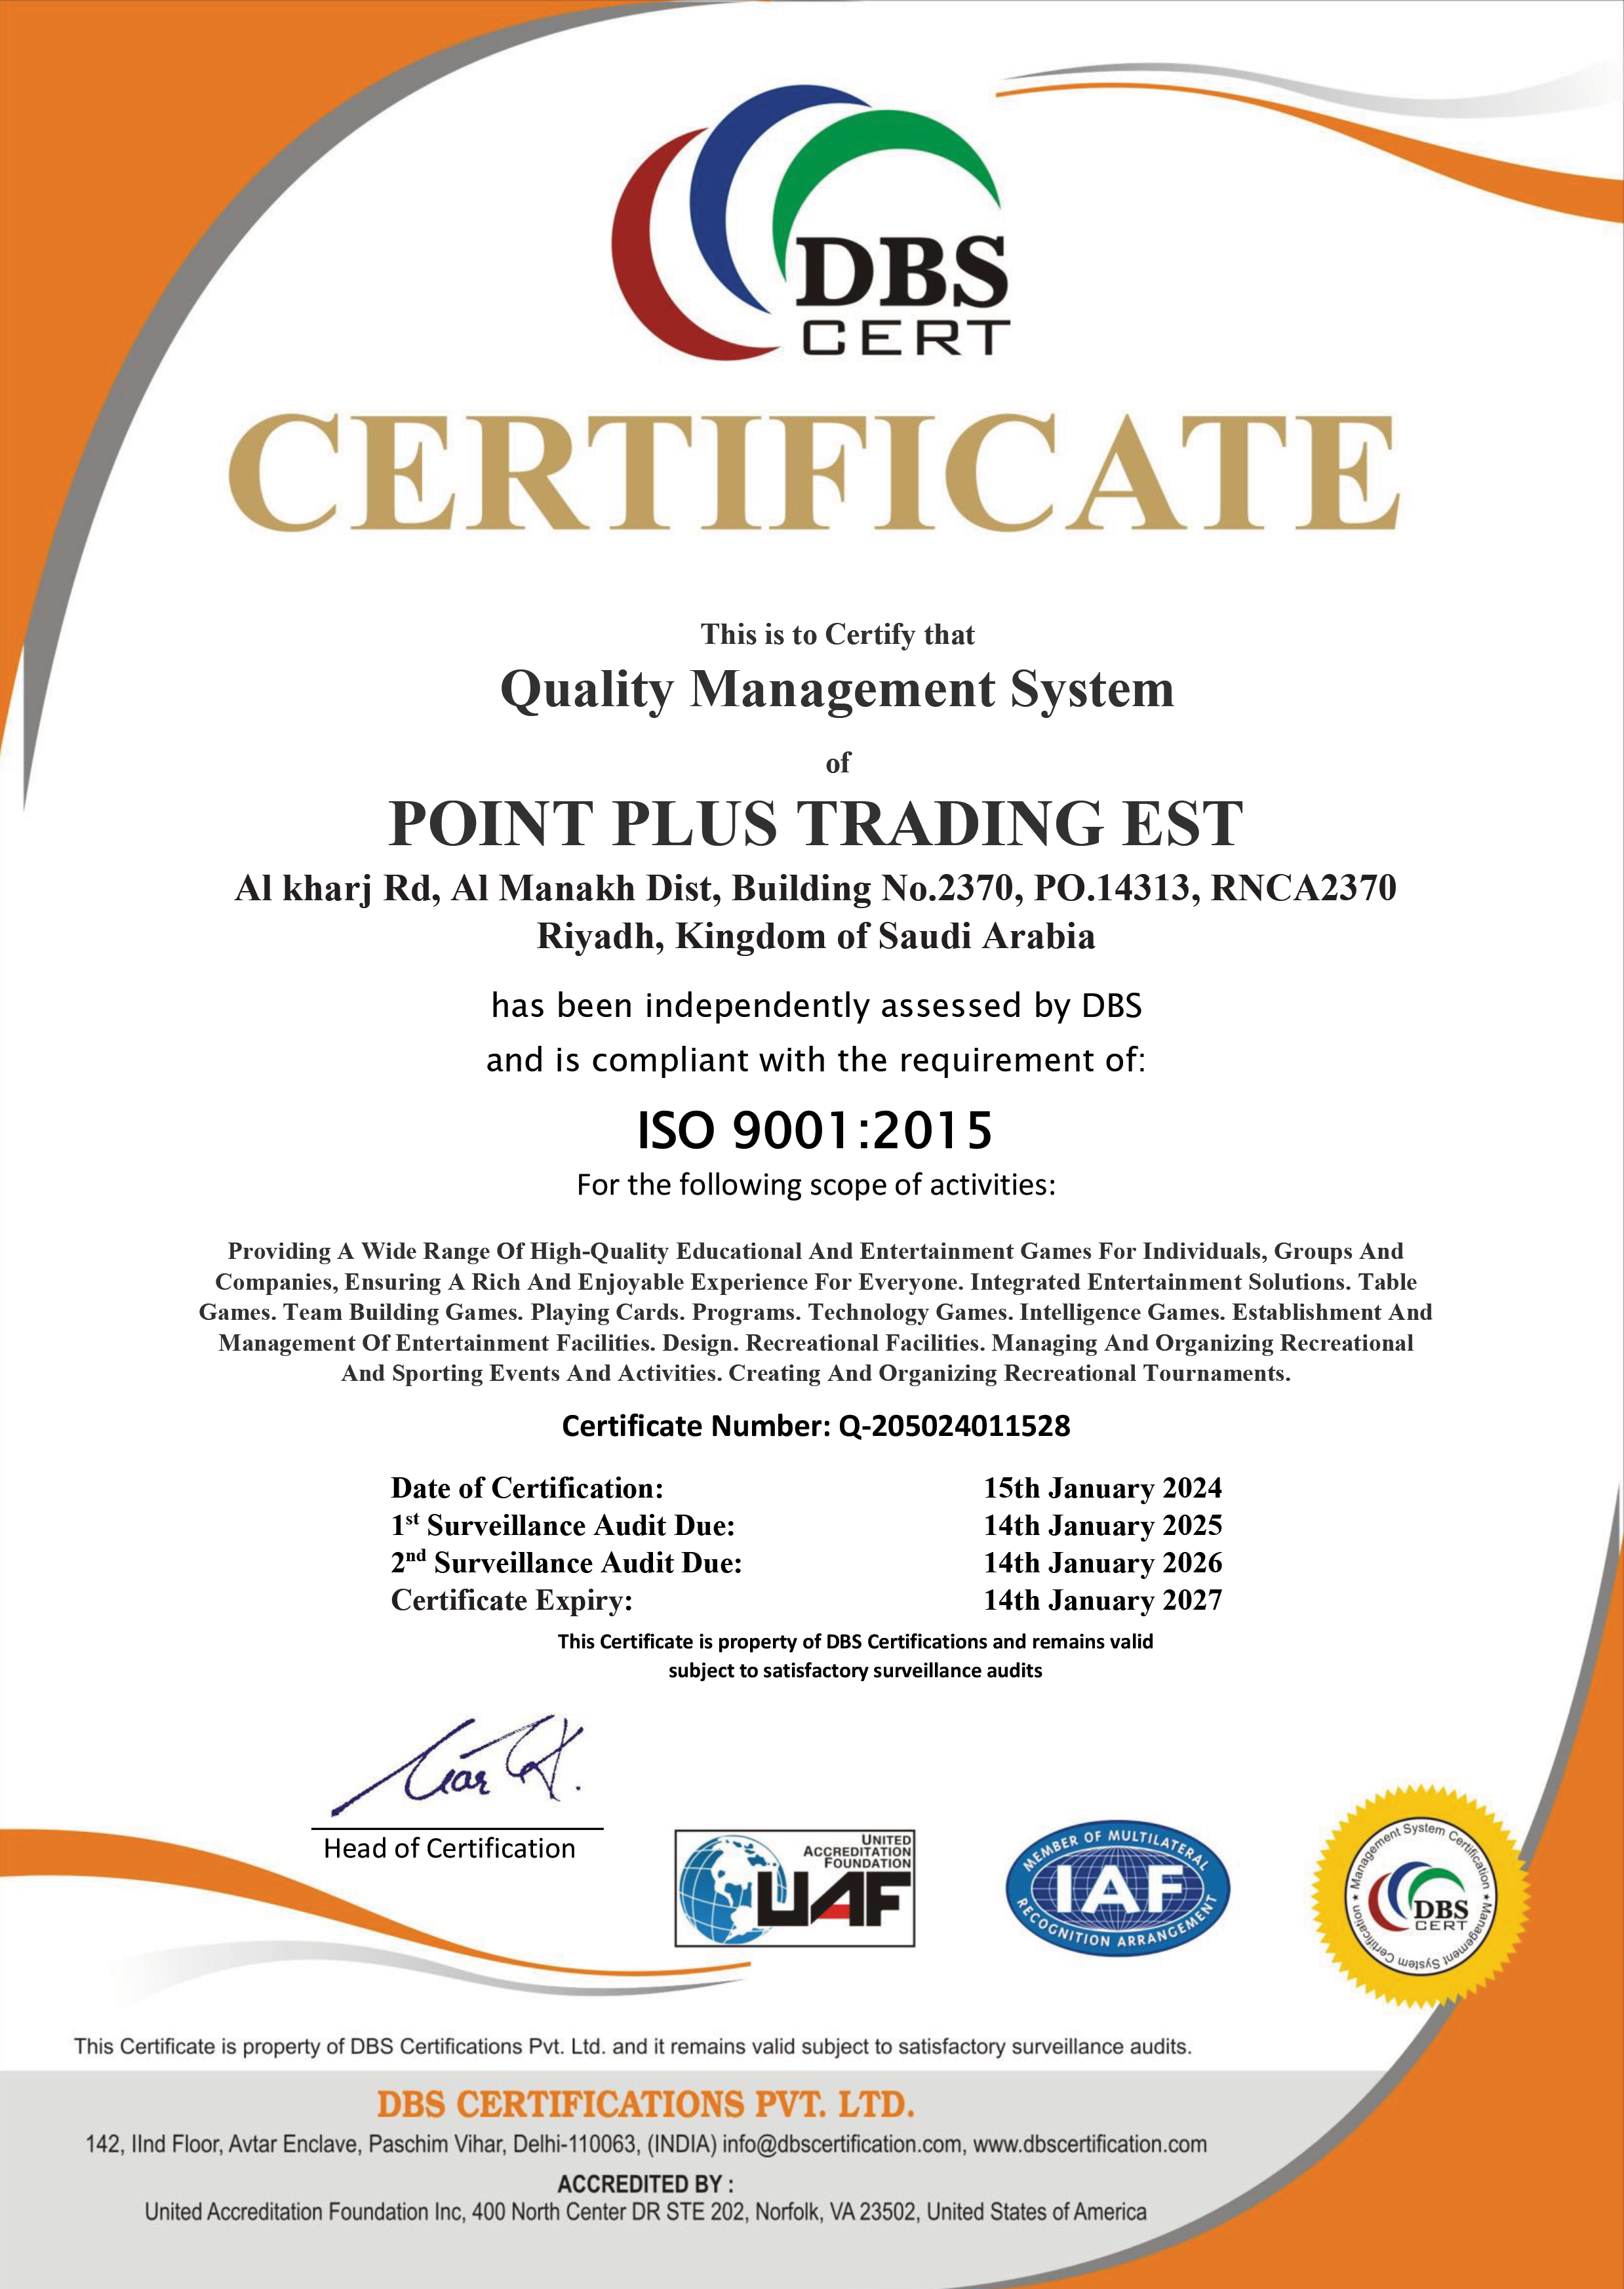 DBS
CERT
CERTIFICATE
This is to Certify that
Quality Management System
of
POINT PLUS TRADING EST
Al kharj Rd, Al Manakh Dist, Building No.2370, PO.14313, RNCA2370
Riyadh, Kingdom of Saudi Arabia
has been independently assessed by DBS
and is compliant with the requirement of:
ISO 9001:2015
For the following scope of activities:
Providing A Wide Range Of High-Quality Educational And Entertainment Games For Individuals, Groups And
Companies, Ensuring A Rich And Enjoyable Experience For Everyone. Integrated Entertainment Solutions. Table
Games. Team Building Games. Playing Cards. Programs. Technology Games. Intelligence Games. Establishment And
Management Of Entertainment Facilities. Design. Recreational Facilities. Managing And Organizing Recreational
And Sporting Events And Activities. Creating And Organizing Recreational Tournaments.
Certificate Number: Q-205024011528
Date of Certification: 15th January 2024
1st Surveillance Audit Due: 14th January 2025
2nd Surveillance Audit Due: 14th January 2026
Certificate Expiry: 14th January 2027
This Certificate is property of DBS Certifications and remains valid
subject to satisfactory surveillance audits
Head of Certification
UNITED
ACCREDITATION
FOUNDATION
UAF
MEMBER OF MULTILATERAL
IAF
RECOGNITION ARRANGEMENT
Management System Certification ★ Management System Certification ★
DBS
CERT
This Certificate is property of DBS Certifications Pvt. Ltd. and it remains valid subject to satisfactory surveillance audits.
DBS CERTIFICATIONS PVT. LTD.
142, IInd Floor, Avtar Enclave, Paschim Vihar, Delhi-110063, (INDIA) info@dbscertification.com, www.dbscertification.com
ACCREDITED BY :
United Accreditation Foundation Inc, 400 North Center DR STE 202, Norfolk, VA 23502, United States of America